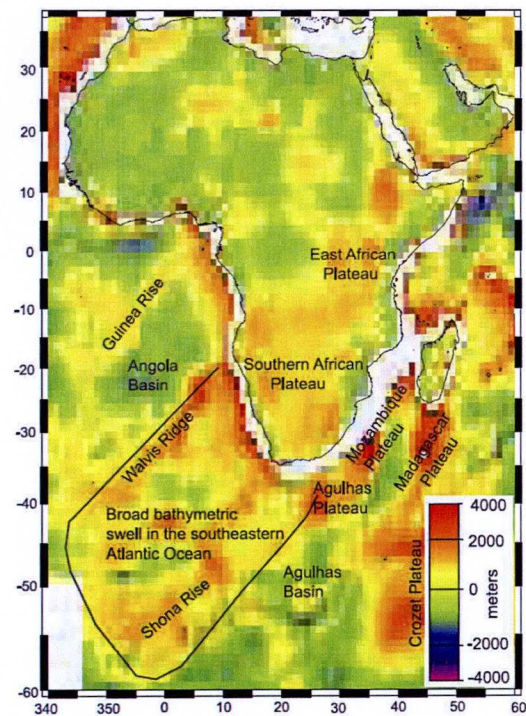 30
20
10
0
-10
-20
-30
-40
-50
-60
340
350
0
10
20
30
40
50
60
East African
Plateau
Guinea Rise
Angola
Basin
Southern African
Plateau
Walvis Ridge
Mozambique
Plateau
Madagascar
Plateau
Agulhas
Plateau
Broad bathymetric
swell in the southeastern
Atlantic Ocean
Shona Rise
Agulhas
Basin
Crozet Plateau
4000
2000
0
-2000
-4000
meters